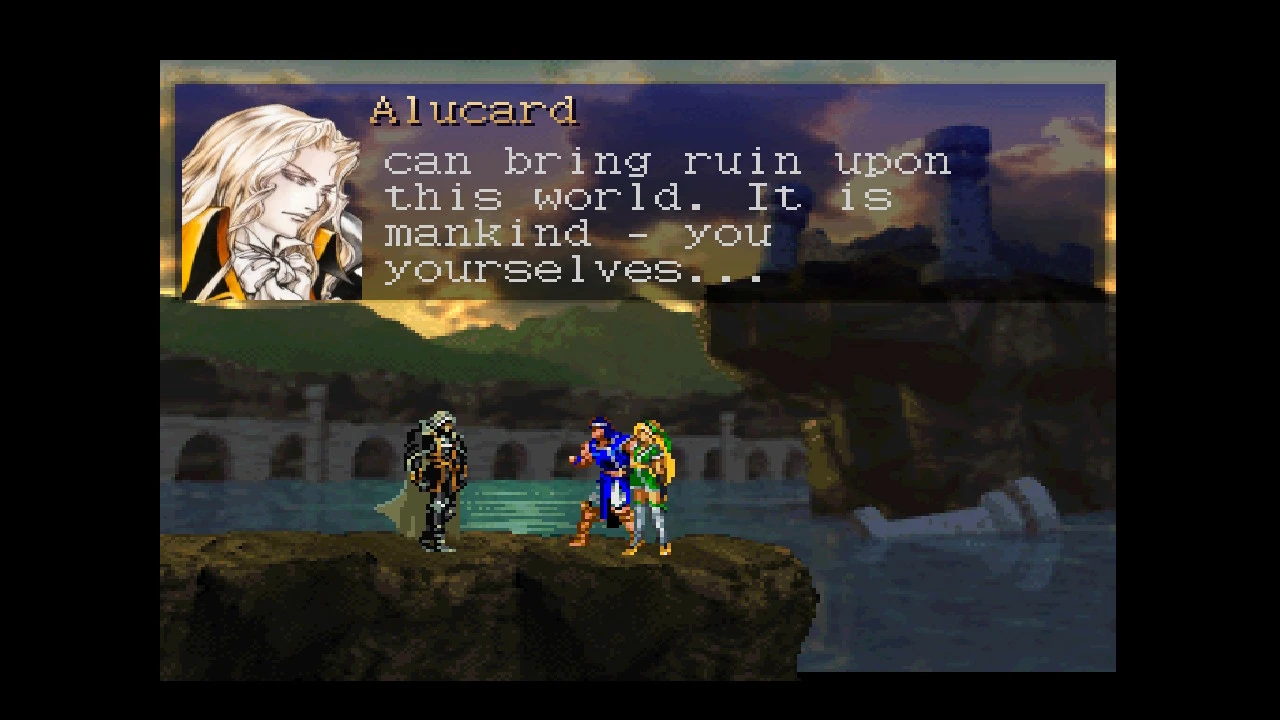 Alucard
can bring ruin upon
this world. It is
mankind - you
yourselves...